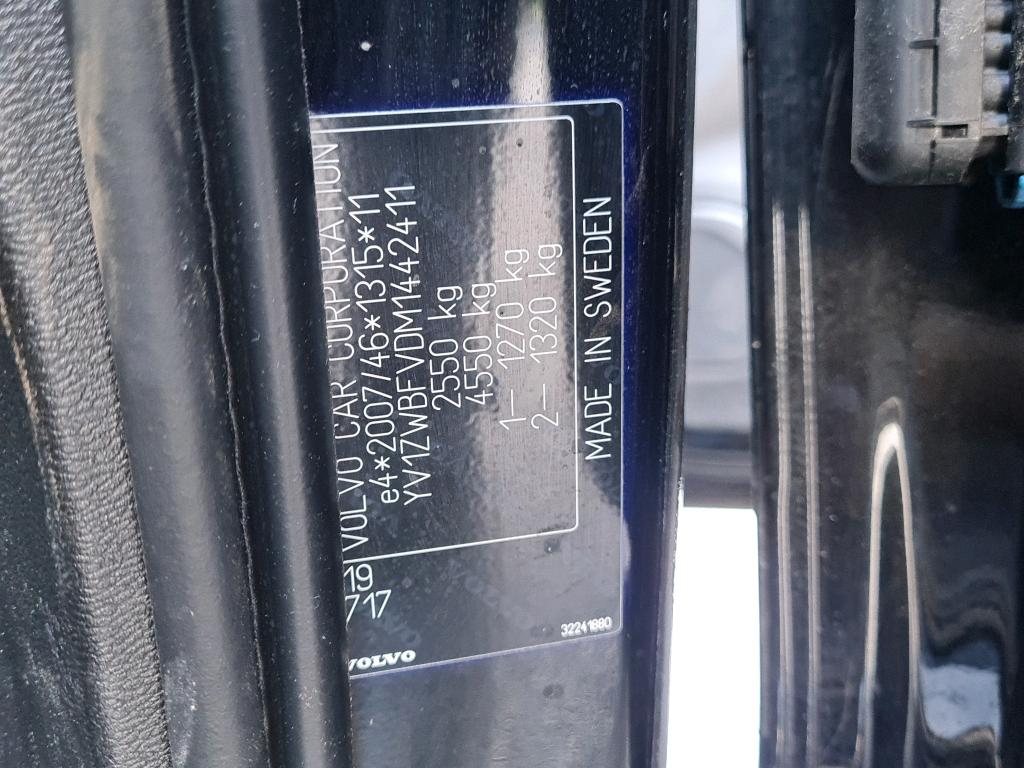 VOLVO CAR CORPORATION
e4*2007/46*1315*11
YV1ZWBFVDM1442411
2550 kg
4550 kg
1– 1270 kg
2– 1320 kg
MADE IN SWEDEN
19
717
VOLVO
32241880